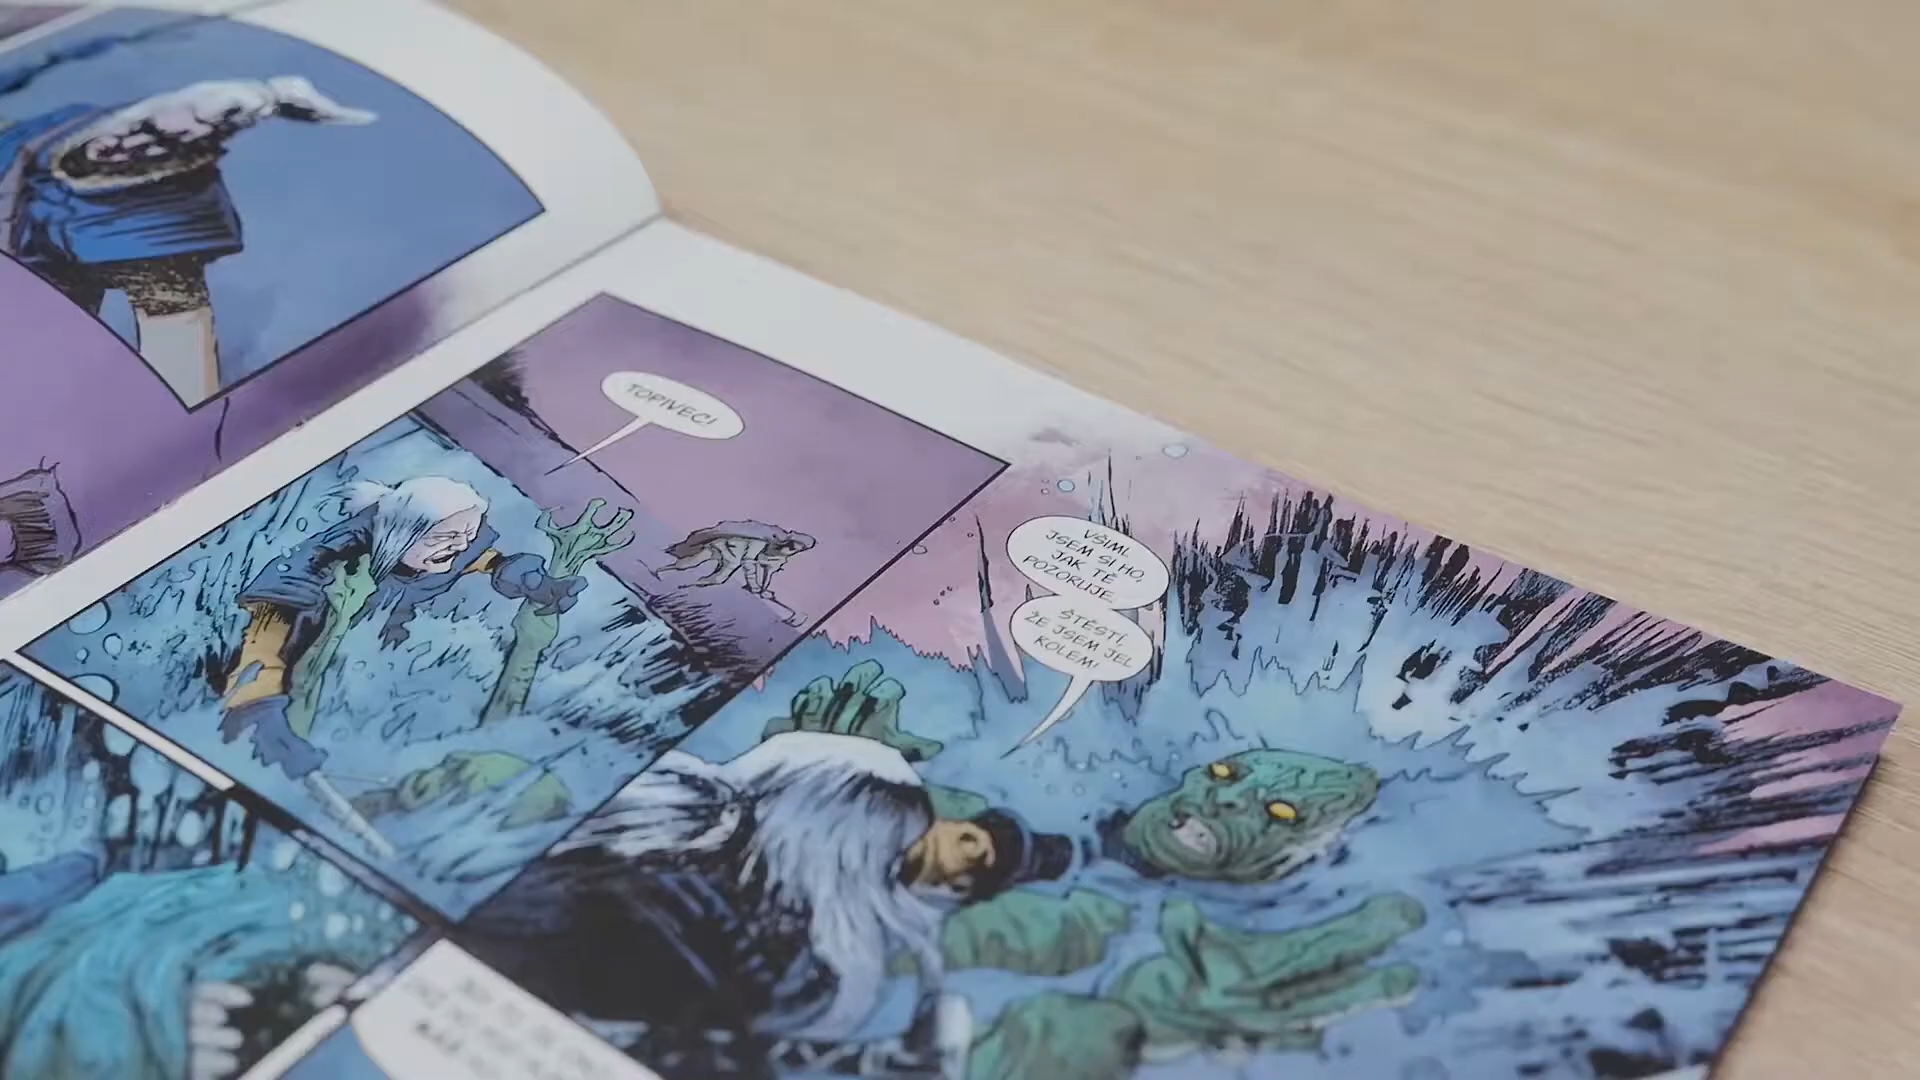 TOPIVEC!
VŠIML
JSEM SI HO,
JAK TĚ
POZORUJE.
ŠTĚSTÍ,
ŽE JSEM JEL
KOLEM!